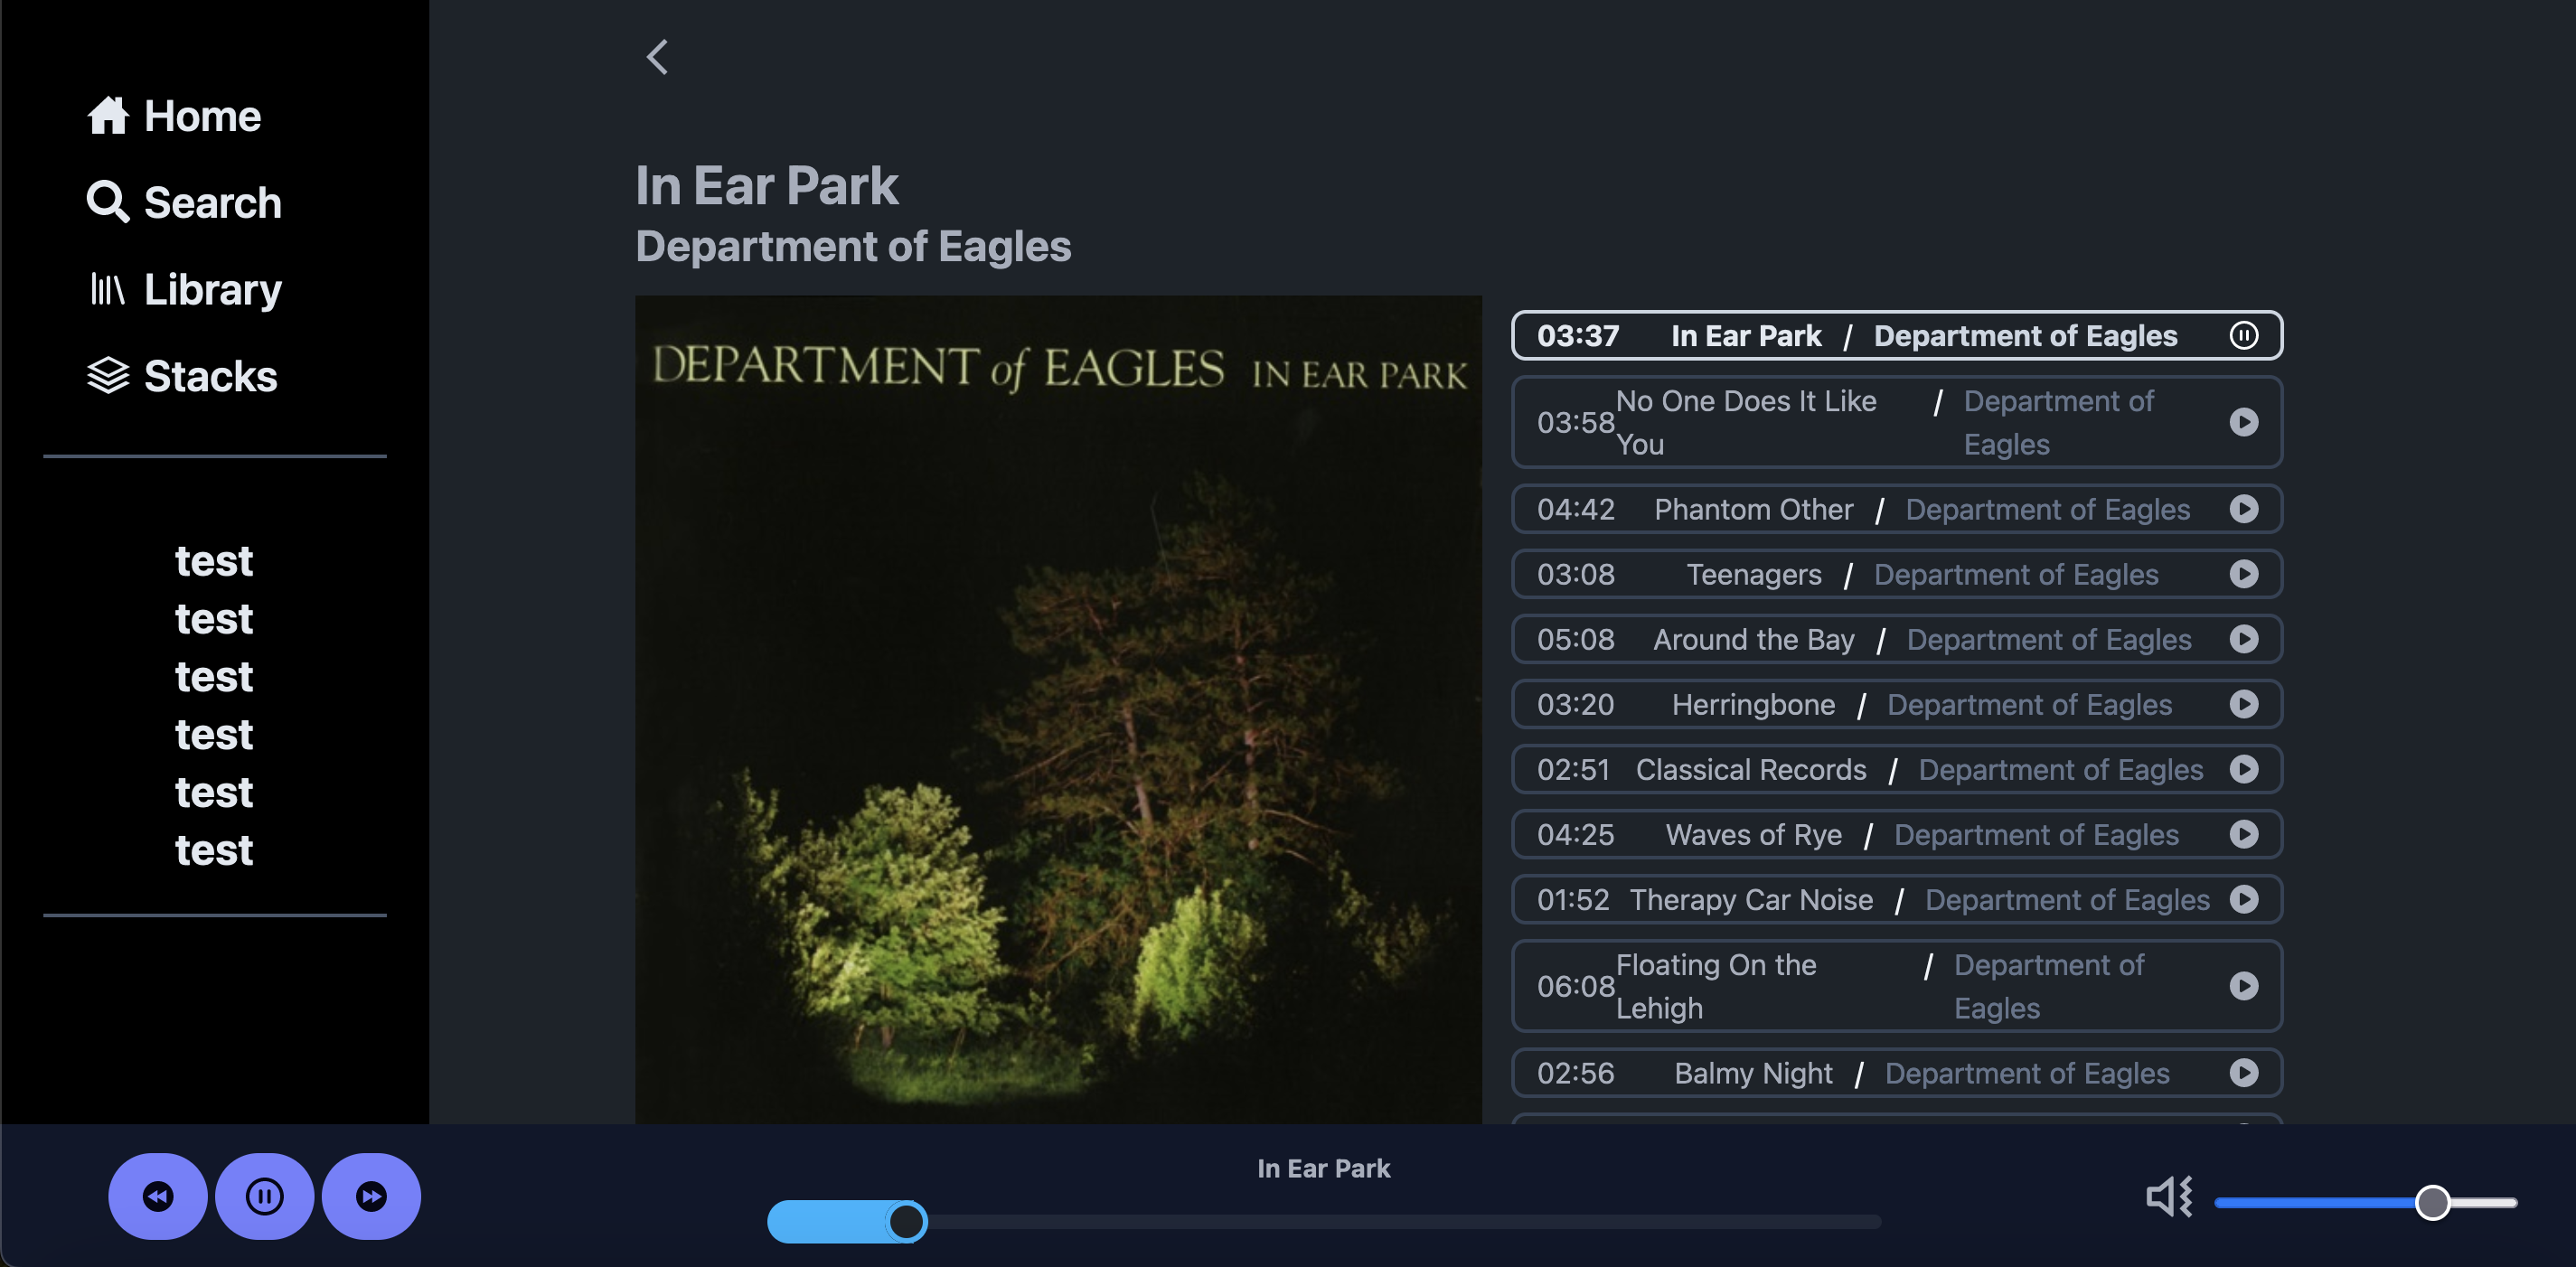 Home
Search
Library
Stacks
test
test
test
test
test
test
In Ear Park
Department of Eagles
DEPARTMENT of EAGLES IN EAR PARK
03:37 In Ear Park / Department of Eagles
03:58 No One Does It Like You / Department of Eagles
04:42 Phantom Other / Department of Eagles
03:08 Teenagers / Department of Eagles
05:08 Around the Bay / Department of Eagles
03:20 Herringbone / Department of Eagles
02:51 Classical Records / Department of Eagles
04:25 Waves of Rye / Department of Eagles
01:52 Therapy Car Noise / Department of Eagles
06:08 Floating On the Lehigh / Department of Eagles
02:56 Balmy Night / Department of Eagles
In Ear Park